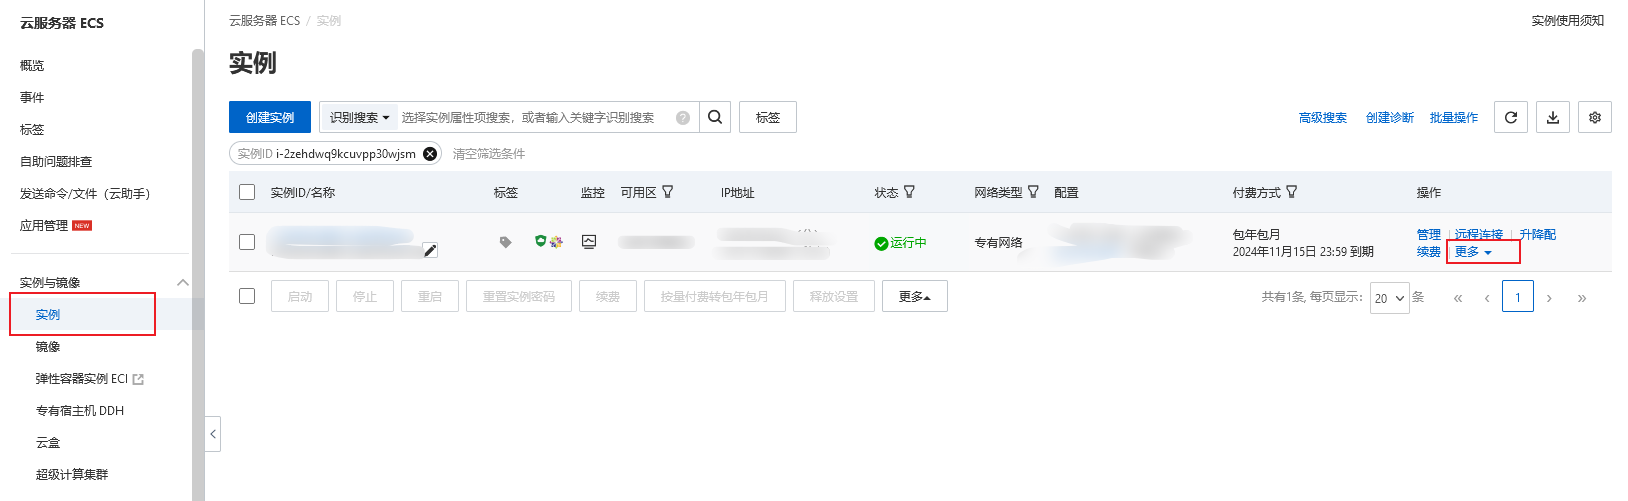 云服务器 ECS
概览
事件
标签
自助问题排查
发送命令/文件（云助手）
应用管理 NEW
实例与镜像
实例
镜像
弹性容器实例 ECI
专有宿主机 DDH
云盒
超级计算集群
云服务器 ECS / 实例
实例使用须知
实例
创建实例 识别搜索 选择实例属性项搜索，或者输入关键字识别搜索 ? 标签 高级搜索 创建诊断 批量操作
实例ID i-2zehdwq9kcuvpp30wjsm 清空筛选条件
实例ID/名称 标签 监控 可用区 IP地址 状态 网络类型 配置 付费方式 操作
运行中 专有网络 包年包月 管理 远程连接 升降配
2024年11月15日 23:59 到期 续费 更多
启动 停止 重启 重置实例密码 续费 按量付费转包年包月 释放设置 更多 共有1条, 每页显示: 20 条 « ‹ 1 › »